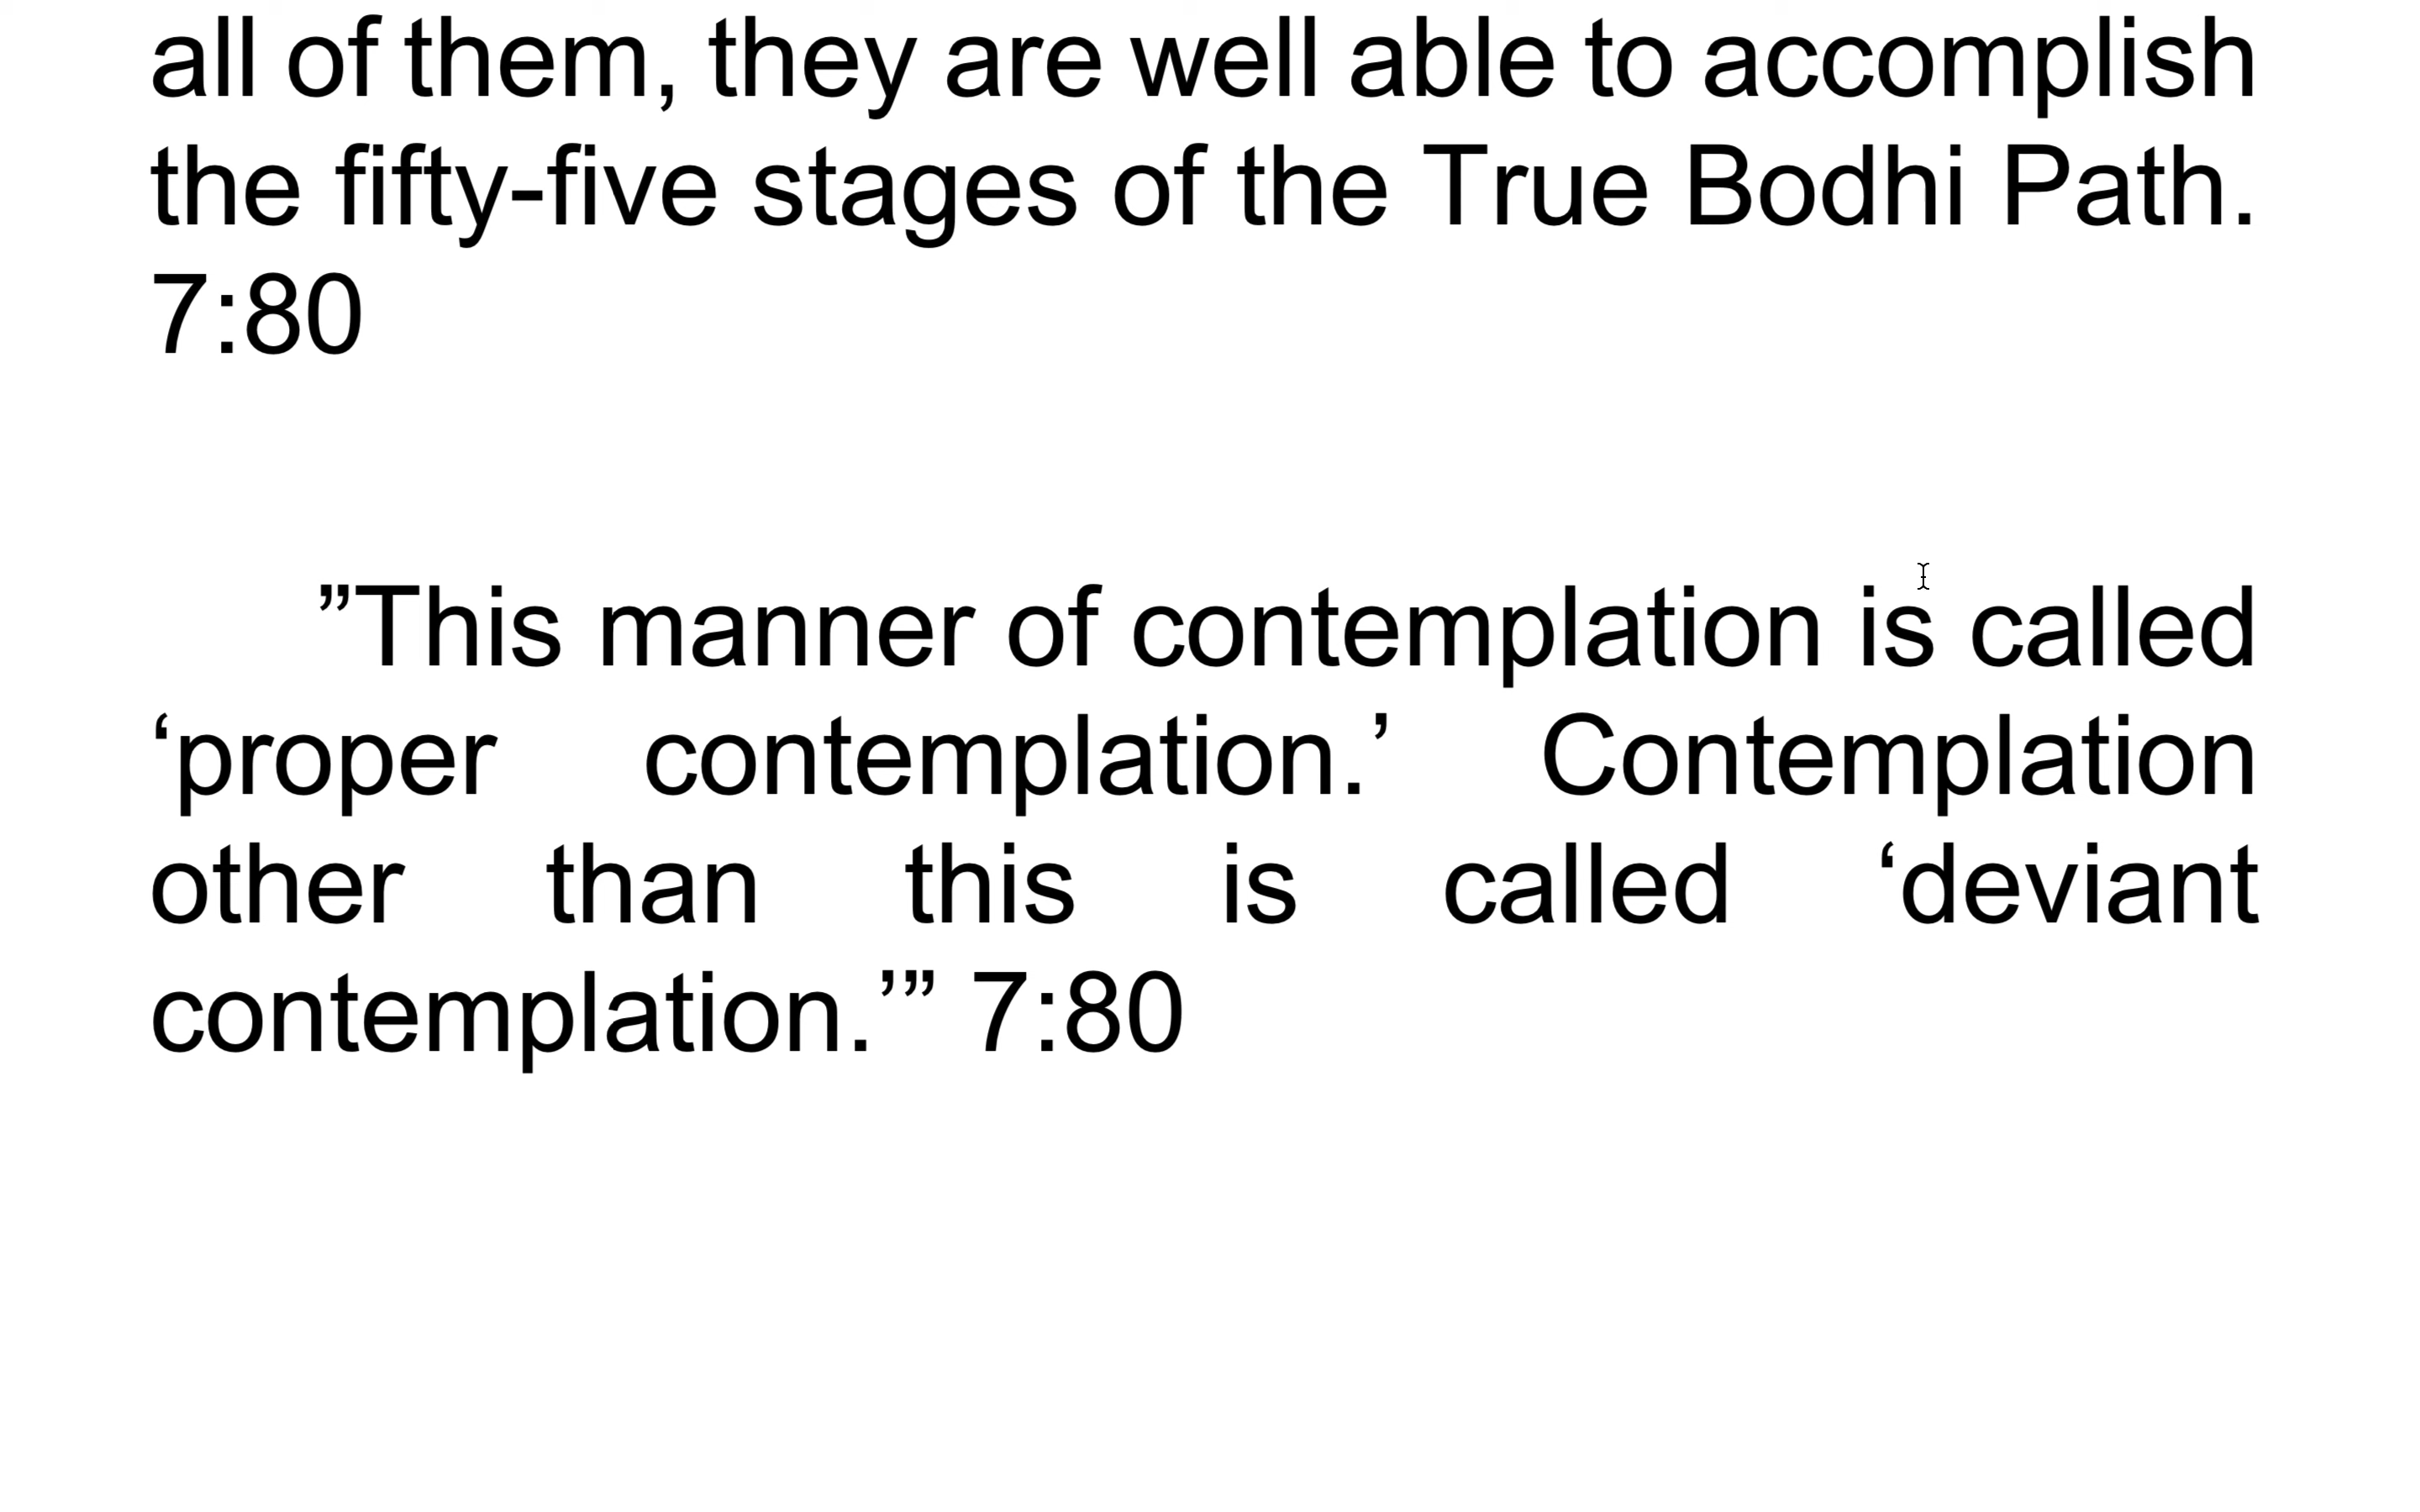 all of them, they are well able to accomplish
the fifty-five stages of the True Bodhi Path.
7:80
”This manner of contemplation is called
‘proper contemplation.’ Contemplation
other than this is called ‘deviant
contemplation.’” 7:80